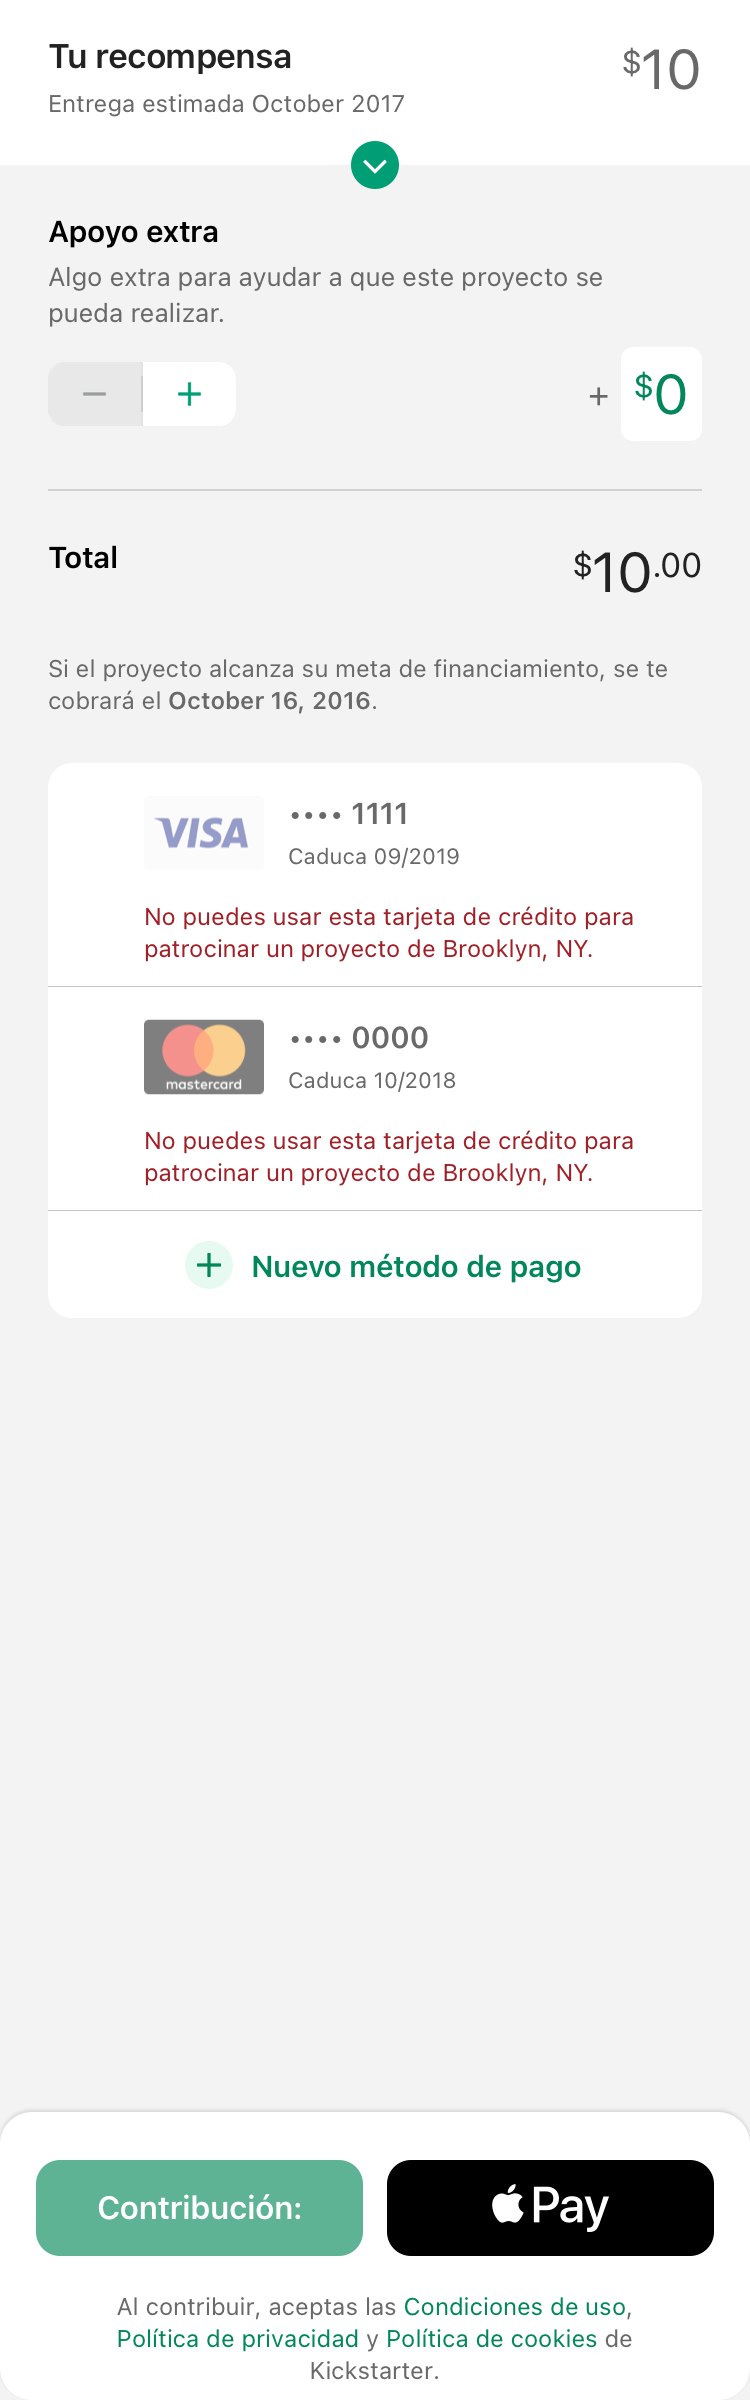 Tu recompensa
$10
Entrega estimada October 2017
Apoyo extra
Algo extra para ayudar a que este proyecto se
pueda realizar.
− +
+ $0
Total
$10.00
Si el proyecto alcanza su meta de financiamiento, se te
cobrará el October 16, 2016.
VISA
•••• 1111
Caduca 09/2019
No puedes usar esta tarjeta de crédito para
patrocinar un proyecto de Brooklyn, NY.
mastercard
•••• 0000
Caduca 10/2018
No puedes usar esta tarjeta de crédito para
patrocinar un proyecto de Brooklyn, NY.
+ Nuevo método de pago
Contribución:
Pay
Al contribuir, aceptas las Condiciones de uso,
Política de privacidad y Política de cookies de
Kickstarter.